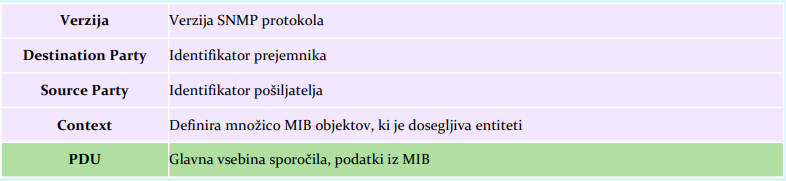 Verzija Verzija SNMP protokola
Destination Party Identifikator prejemnika
Source Party Identifikator pošiljatelja
Context Definira množico MIB objektov, ki je dosegljiva entiteti
PDU Glavna vsebina sporočila, podatki iz MIB